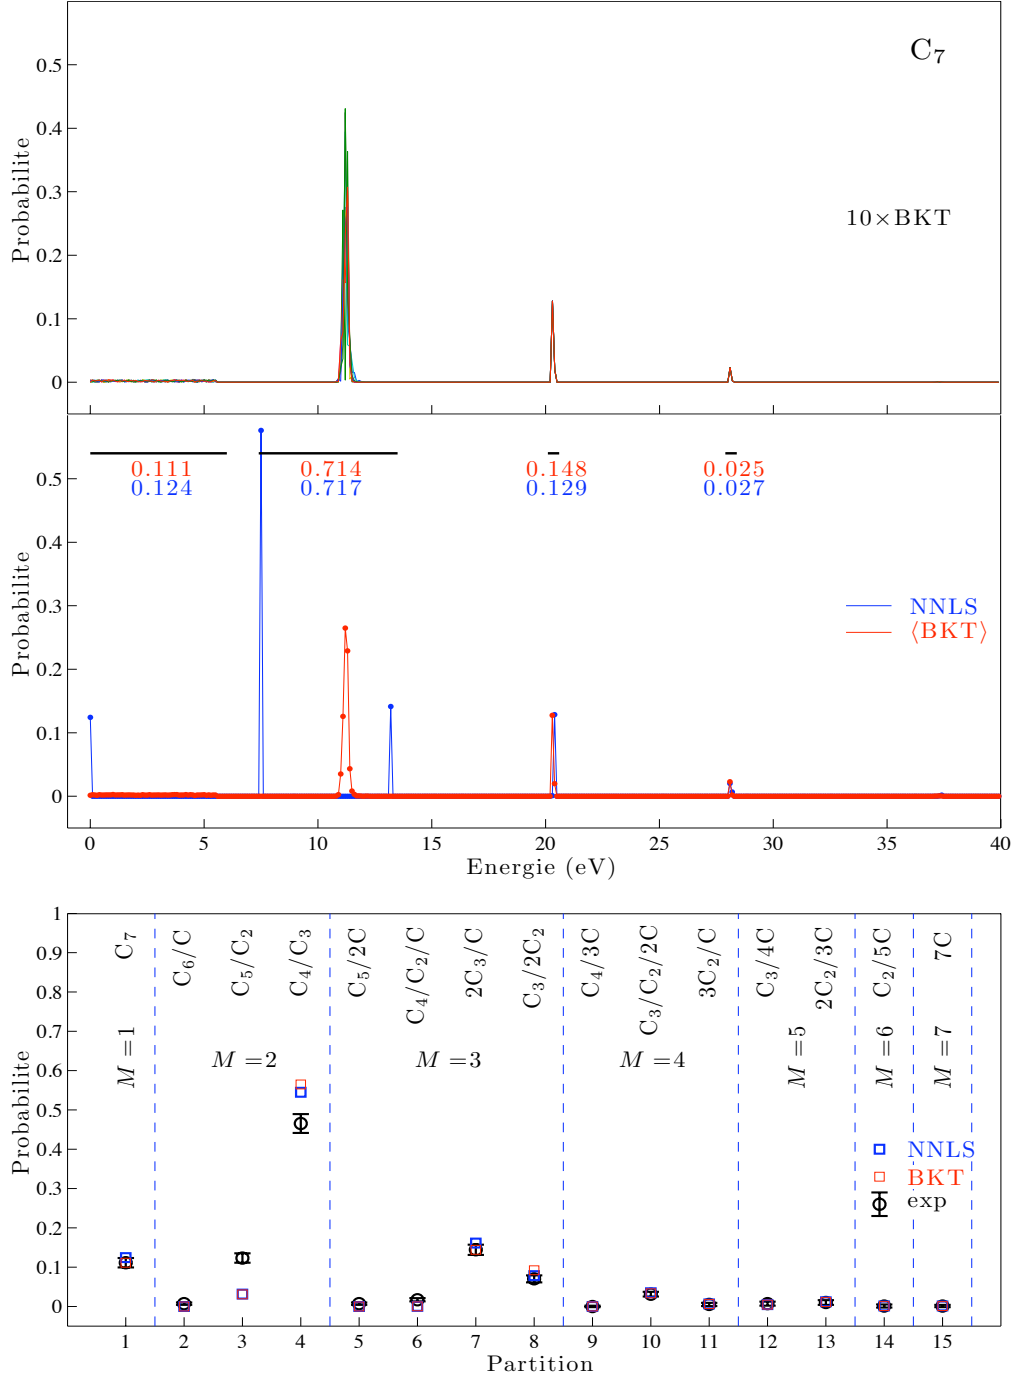 C₇
0.5
0.4
0.3
0.2
0.1
0
Probabilite
10×BKT
0.111 0.714 0.148 0.025
0.124 0.717 0.129 0.027
0.5
0.4
0.3
0.2
0.1
0
Probabilite
NNLS
⟨BKT⟩
0 5 10 15 20 25 30 35 40
Energie (eV)
1
0.9
0.8
0.7
0.6
0.5
0.4
0.3
0.2
0.1
0
Probabilite
C₇
C₆/C
C₅/C₂
C₄/C₃
C₅/2C
C₄/C₂/C
2C₃/C
C₃/2C₂
C₄/3C
C₃/C₂/2C
3C₂/C
C₃/4C
2C₂/3C
C₂/5C
7C
M=1
M=2
M=3
M=4
M=5
M=6
M=7
NNLS
BKT
exp
1 2 3 4 5 6 7 8 9 10 11 12 13 14 15
Partition